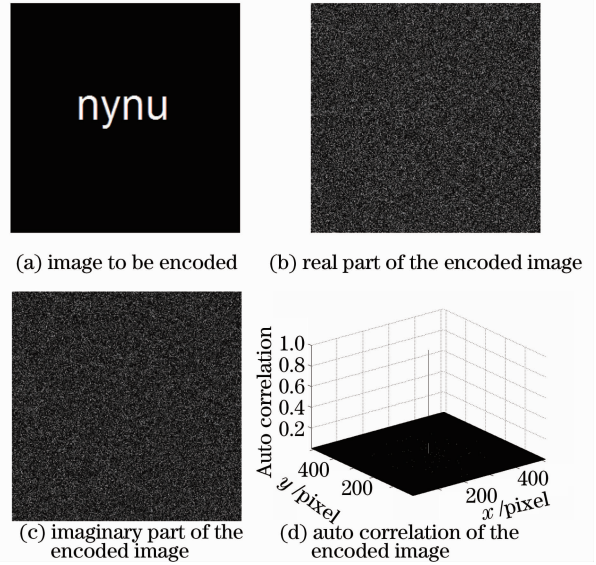 nynu
(a) image to be encoded
(b) real part of the encoded image
(c) imaginary part of the
encoded image
Auto correlation
1.0
0.8
0.6
0.4
0.2
400
200
y/pixel
200
400
x/pixel
(d) auto correlation of the
encoded image